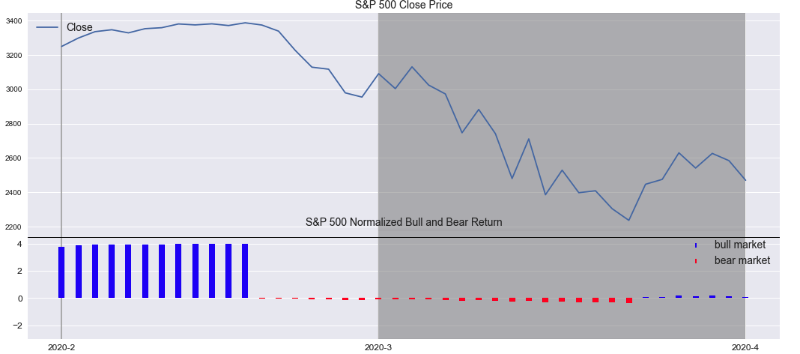 S&P 500 Close Price
Close
3400
3200
3000
2800
2600
2400
2200
S&P 500 Normalized Bull and Bear Return
bull market
bear market
4
2
0
−2
2020-2
2020-3
2020-4